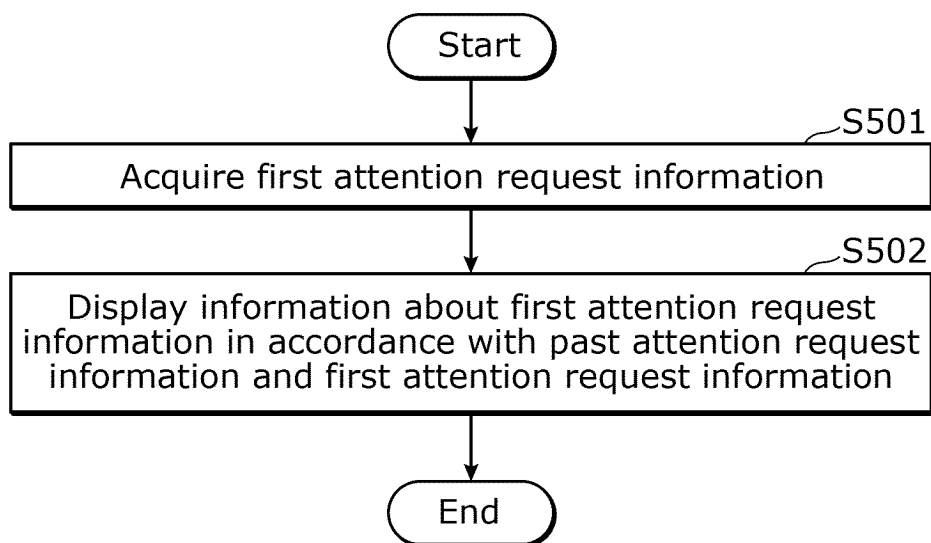 Start
S501
Acquire first attention request information
S502
Display information about first attention request
information in accordance with past attention request
information and first attention request information
End